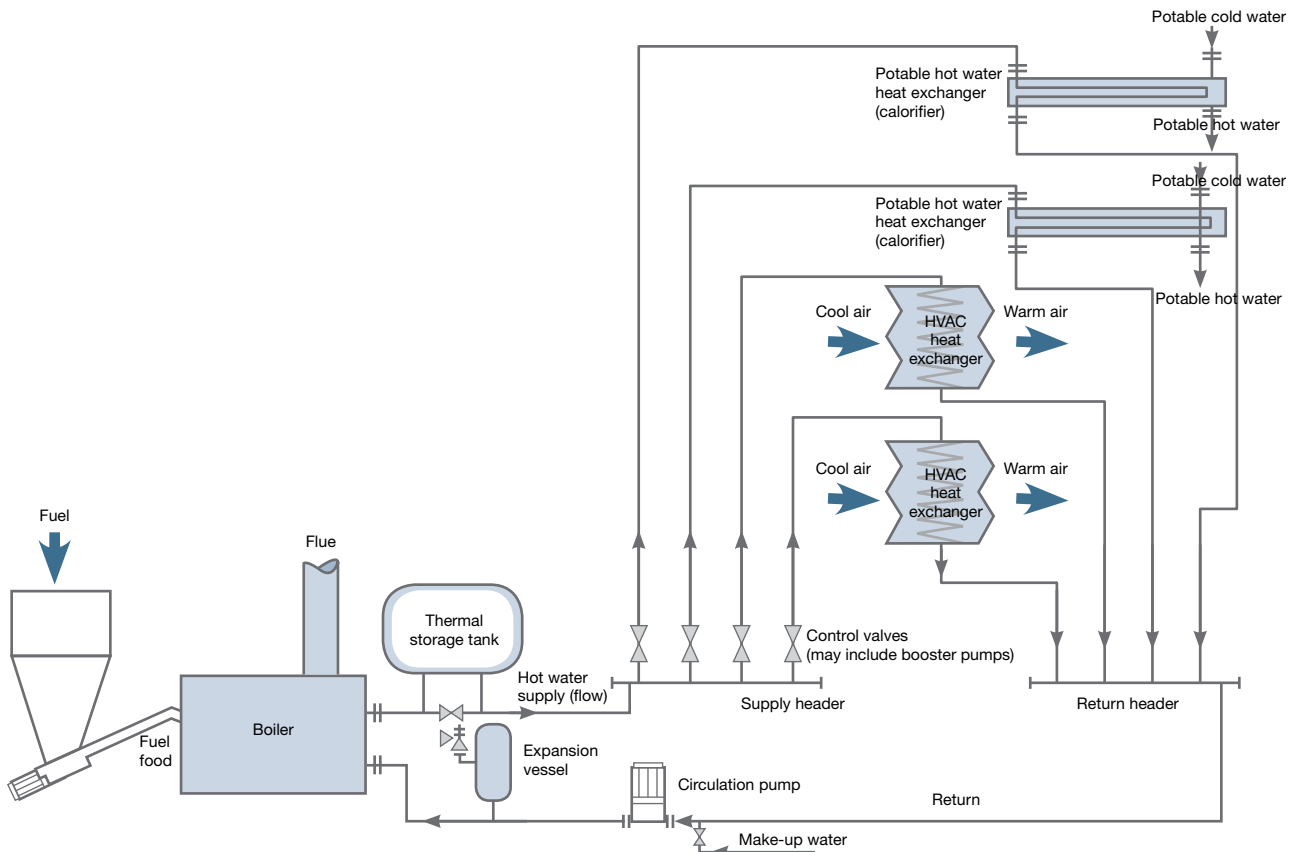 Potable cold water
Potable hot water
heat exchanger
(calorifier)
Potable hot water
Potable cold water
Potable hot water
heat exchanger
(calorifier)
Potable hot water
Cool air
HVAC
heat
exchanger
Warm air
Cool air
HVAC
heat
exchanger
Warm air
Fuel
Flue
Thermal
storage tank
Control valves
(may include booster pumps)
Hot water
supply (flow)
Supply header
Return header
Boiler
Fuel
food
Expansion
vessel
Circulation pump
Return
Make-up water